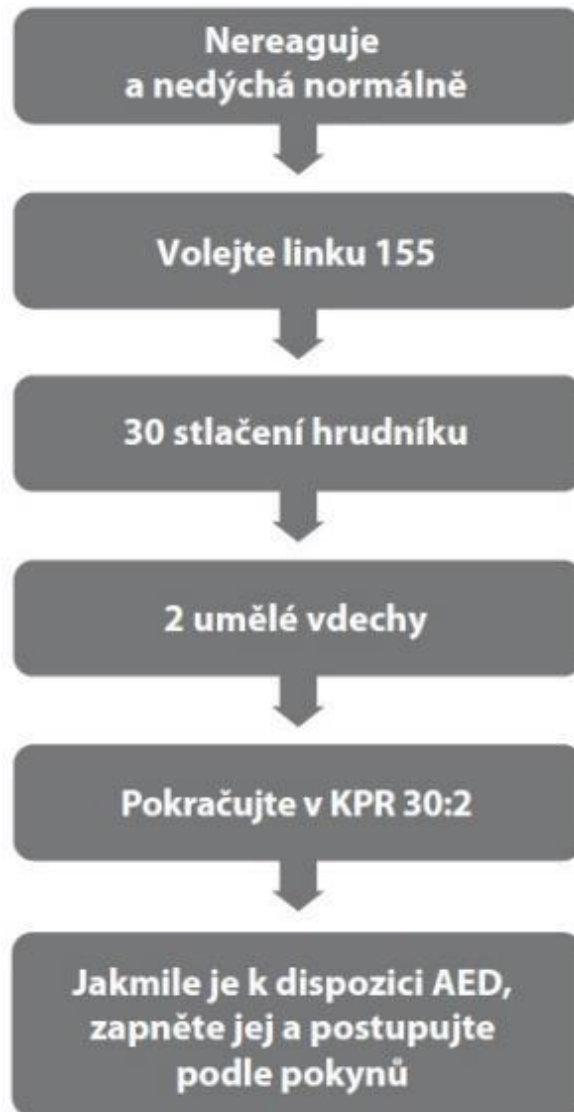 Nereaguje
a nedýchá normálně
Volejte linku 155
30 stlačení hrudníku
2 umělé vdechy
Pokračujte v KPR 30:2
Jakmile je k dispozici AED,
zapněte jej a postupujte
podle pokynů